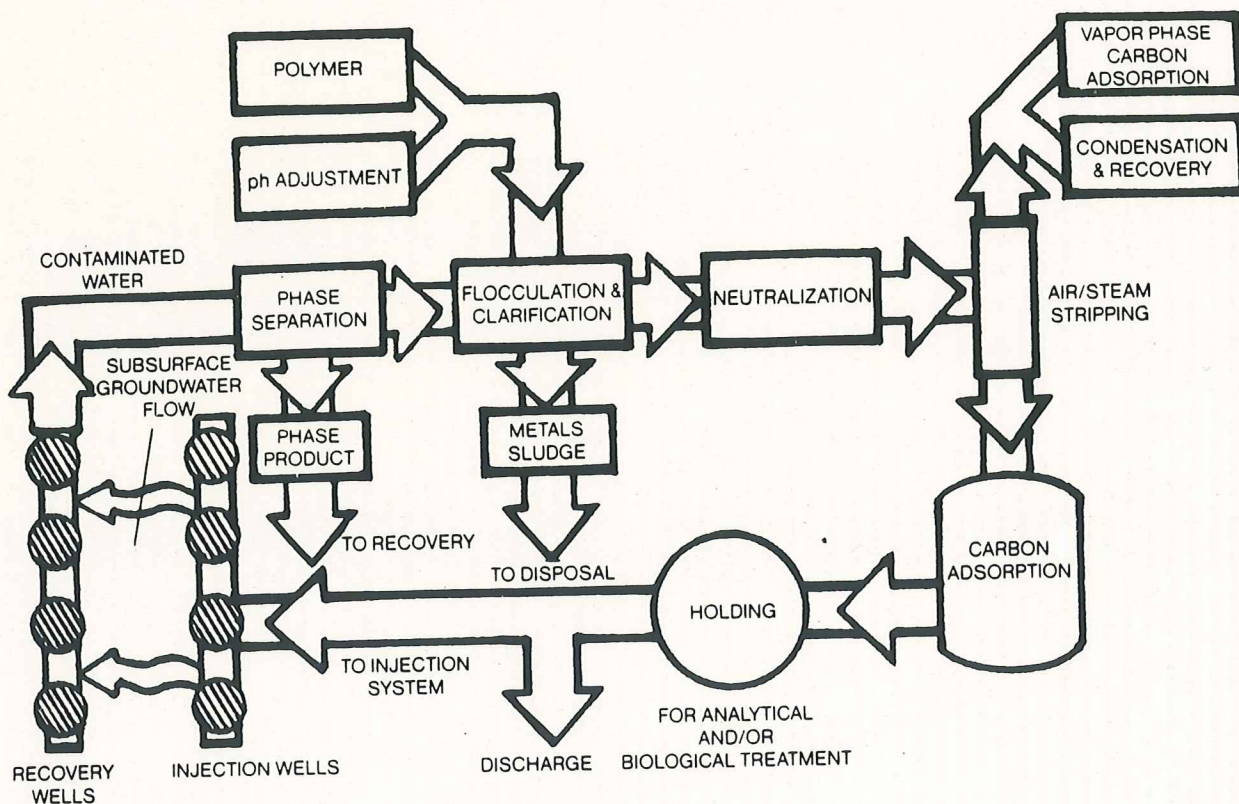 POLYMER
ph ADJUSTMENT
VAPOR PHASE
CARBON
ADSORPTION
CONDENSATION
& RECOVERY
CONTAMINATED
WATER
PHASE
SEPARATION
FLOCCULATION &
CLARIFICATION
NEUTRALIZATION
AIR/STEAM
STRIPPING
SUBSURFACE
GROUNDWATER
FLOW
PHASE
PRODUCT
METALS
SLUDGE
TO RECOVERY
TO DISPOSAL
CARBON
ADSORPTION
HOLDING
TO INJECTION
SYSTEM
FOR ANALYTICAL
AND/OR
BIOLOGICAL TREATMENT
DISCHARGE
RECOVERY
WELLS
INJECTION WELLS